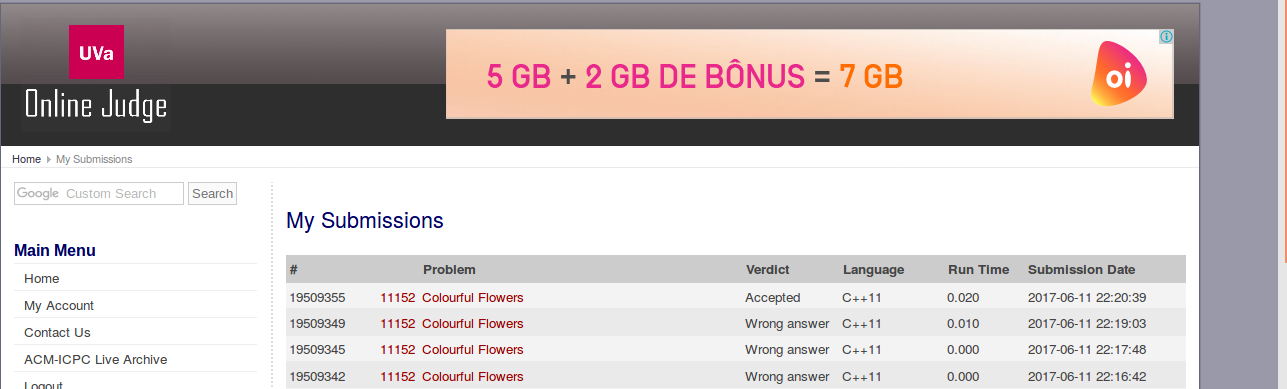 UVa
Online Judge
5 GB + 2 GB DE BÔNUS = 7 GB
oi
Home My Submissions
Google Custom Search Search
My Submissions
Main Menu
Home
My Account
Contact Us
ACM-ICPC Live Archive
Logout
# Problem Verdict Language Run Time Submission Date
19509355 11152 Colourful Flowers Accepted C++11 0.020 2017-06-11 22:20:39
19509349 11152 Colourful Flowers Wrong answer C++11 0.010 2017-06-11 22:19:03
19509345 11152 Colourful Flowers Wrong answer C++11 0.000 2017-06-11 22:17:48
19509342 11152 Colourful Flowers Wrong answer C++11 0.000 2017-06-11 22:16:42